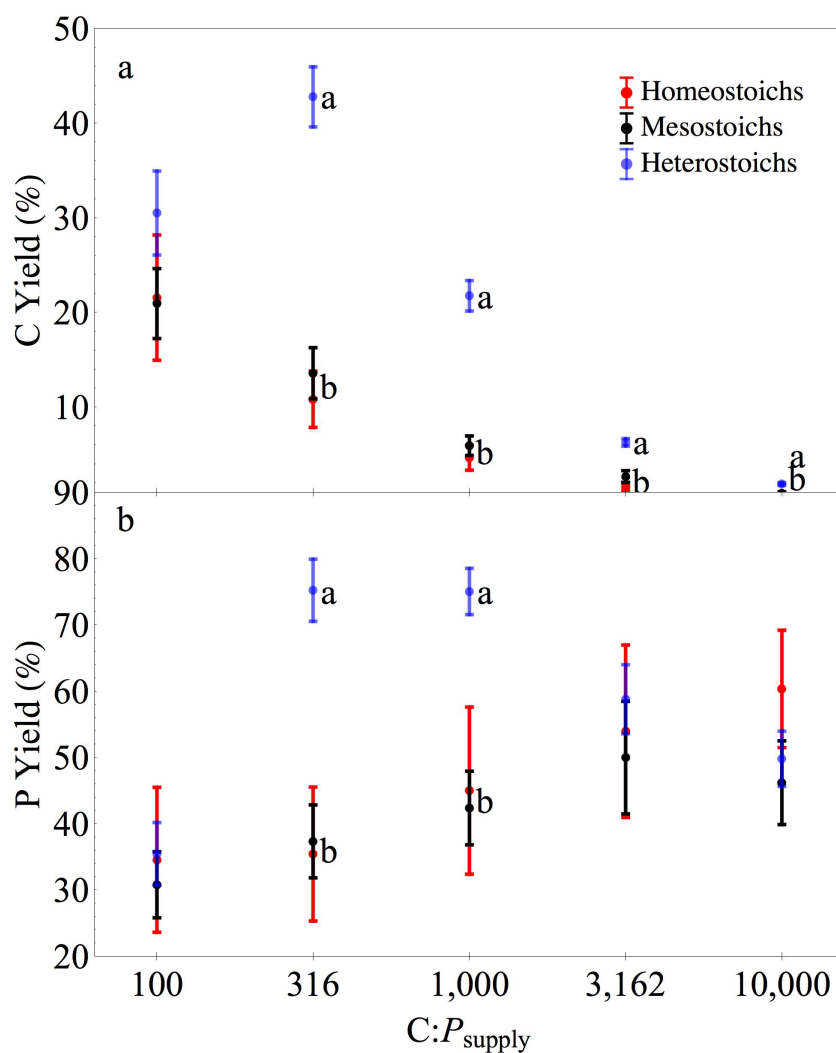 50
a
Homeostoichs
a
40
Mesostoichs
Heterostoichs
C Yield (%)
30
a
20
b
10
b
a
a
b
b
90
b
80
a
a
70
P Yield (%)
60
50
b
40
b
30
20
100 316 1,000 3,162 10,000
C:P supply